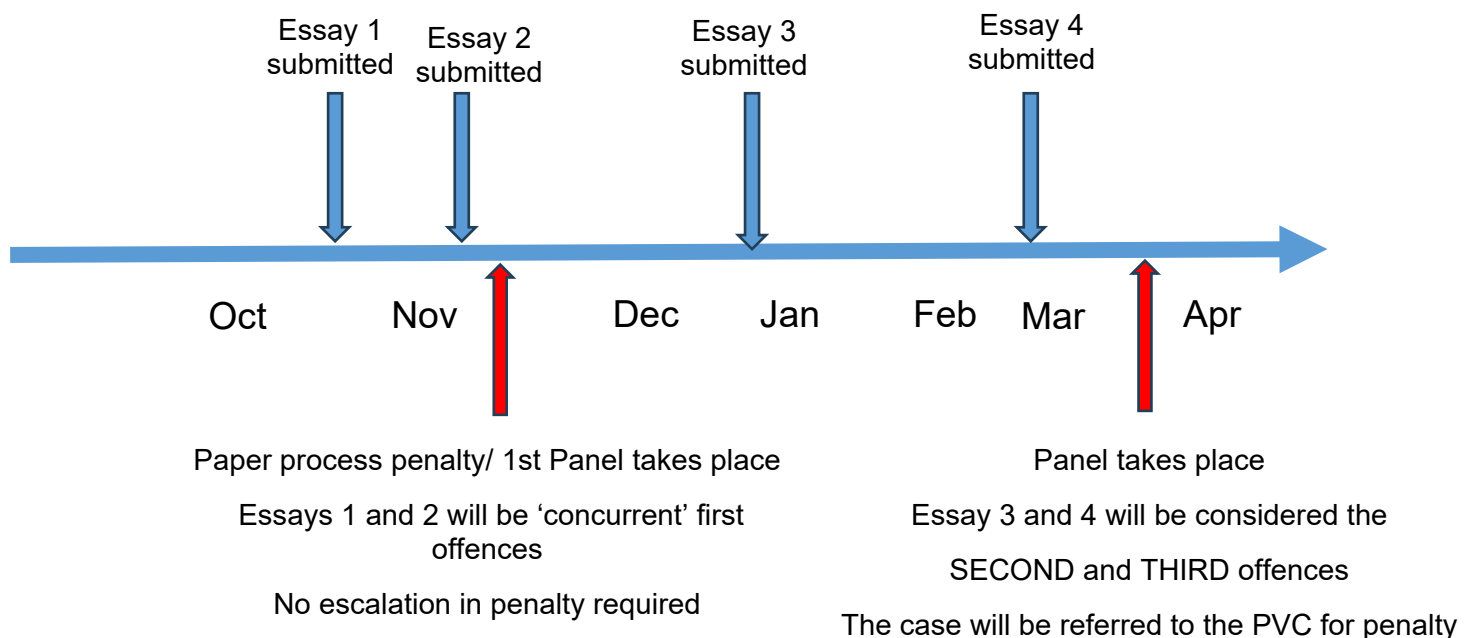 Essay 1
submitted
Essay 2
submitted
Essay 3
submitted
Essay 4
submitted
Oct
Nov
Dec
Jan
Feb
Mar
Apr
Paper process penalty/ 1st Panel takes place
Essays 1 and 2 will be ‘concurrent’ first
offences
No escalation in penalty required
Panel takes place
Essay 3 and 4 will be considered the
SECOND and THIRD offences
The case will be referred to the PVC for penalty